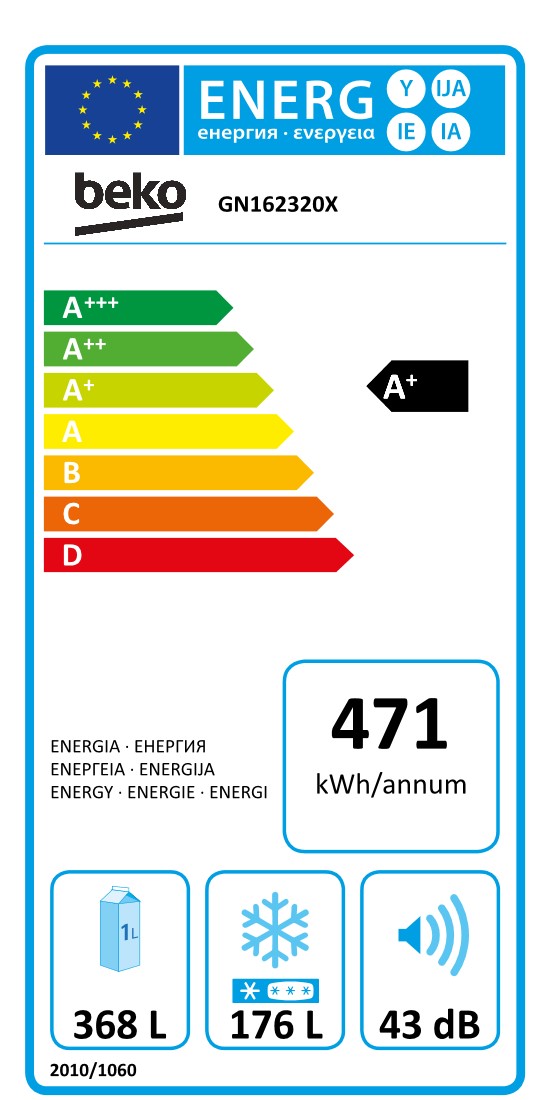 ENERG Y IJA
енергия · ενεργεια IE IA
beko GN162320X
A+++
A++
A+ A+
A
B
C
D
471
kWh/annum
ENERGIA · ЕНЕРГИЯ
ΕΝΕΡΓΕΙΑ · ENERGIJA
ENERGY · ENERGIE · ENERGI
1L
368 L 176 L 43 dB
2010/1060